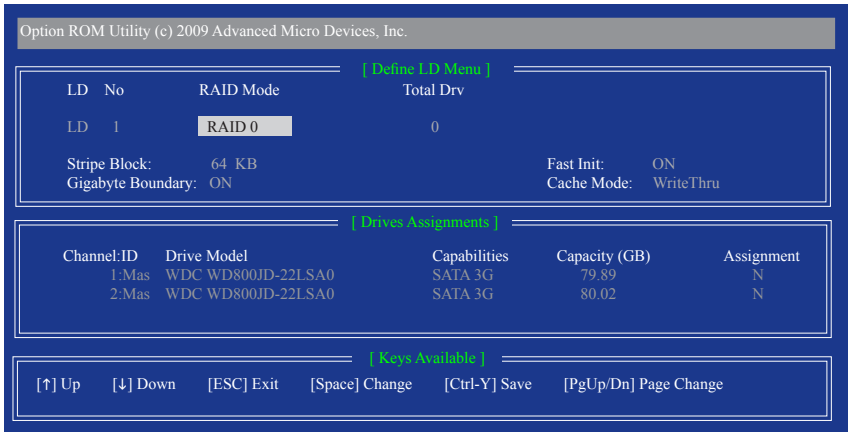 Option ROM Utility (c) 2009 Advanced Micro Devices, Inc.
[ Define LD Menu ]
LD No RAID Mode Total Drv
LD 1 RAID 0 0
Stripe Block: 64 KB Fast Init: ON
Gigabyte Boundary: ON Cache Mode: WriteThru
[ Drives Assignments ]
Channel:ID Drive Model Capabilities Capacity (GB) Assignment
1:Mas WDC WD800JD-22LSA0 SATA 3G 79.89 N
2:Mas WDC WD800JD-22LSA0 SATA 3G 80.02 N
[ Keys Available ]
[↑] Up [↓] Down [ESC] Exit [Space] Change [Ctrl-Y] Save [PgUp/Dn] Page Change